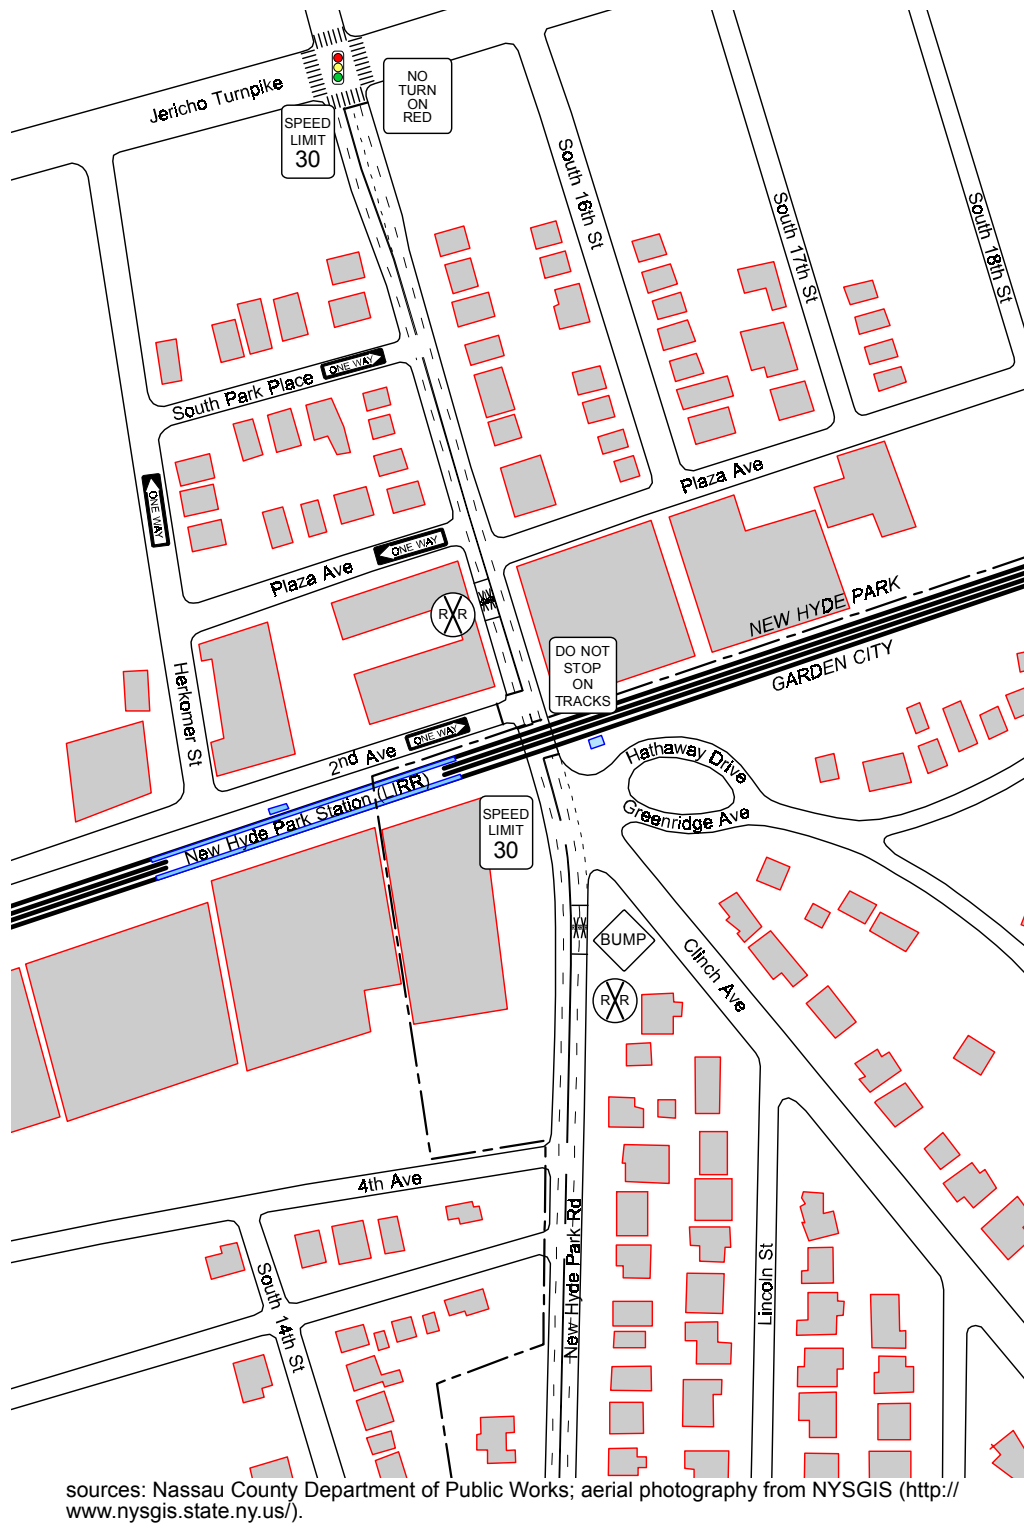 Jericho Turnpike
NO
TURN
ON
RED
SPEED
LIMIT
30
South 16th St
South 17th St
South 18th St
ONE WAY
South Park Place
Plaza Ave
ONE WAY
ONE WAY
Plaza Ave
R R
NEW HYDE PARK
GARDEN CITY
DO NOT
STOP
ON
TRACKS
Herkomer St
ONE WAY
2nd Ave
Hathaway Drive
New Hyde Park Station (LIRR)
Greenridge Ave
SPEED
LIMIT
30
BUMP
Clinch Ave
R R
4th Ave
New Hyde Park Rd
Lincoln St
South 14th St
sources: Nassau County Department of Public Works; aerial photography from NYSGIS (http://
www.nysgis.state.ny.us/).